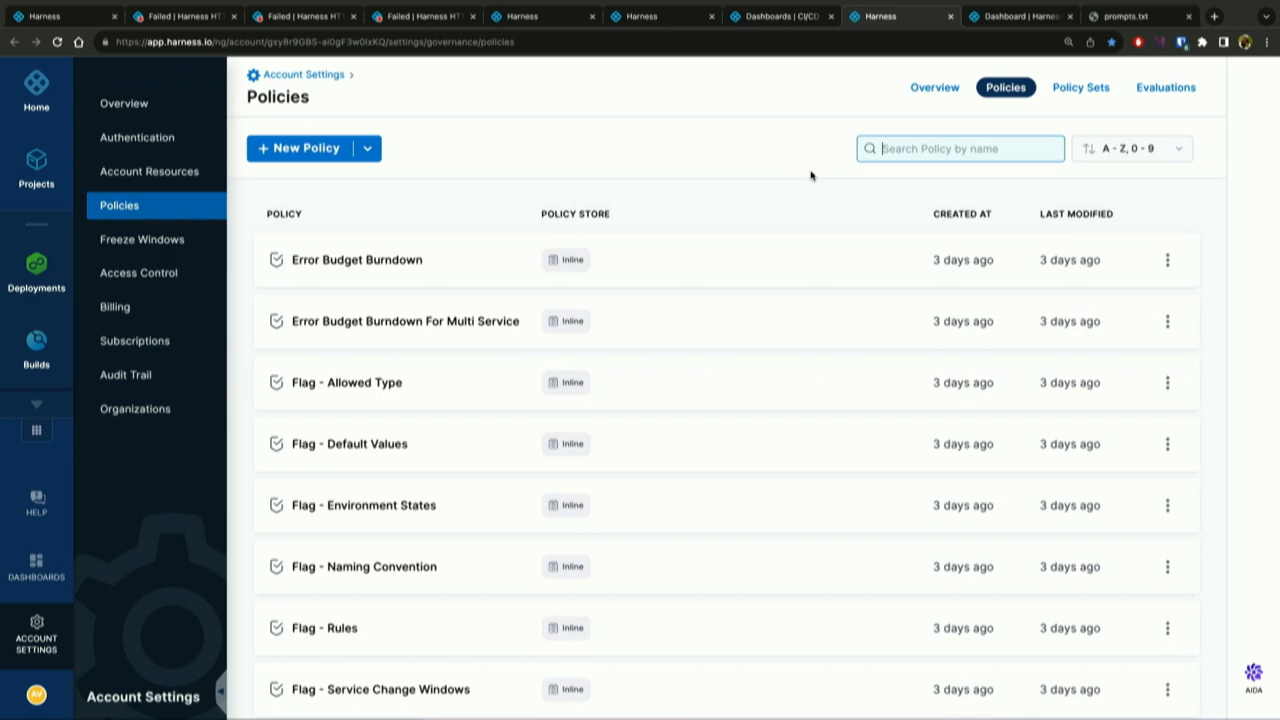 Harness
Failed | Harness HT
Failed | Harness HT
Failed | Harness HT
Harness
Harness
Dashboards | CI/CD
Harness
Dashboard | Harne
prompts.txt
https://app.harness.io/ng/account/gxy8r9GBS-ai0gF3w0IxKQ/settings/governance/policies
Home
Projects
Deployments
Builds
HELP
DASHBOARDS
ACCOUNT
SETTINGS
AV
Overview
Authentication
Account Resources
Policies
Freeze Windows
Access Control
Billing
Subscriptions
Audit Trail
Organizations
Account Settings
Account Settings >
Policies
Overview
Policies
Policy Sets
Evaluations
+ New Policy
Search Policy by name
A - Z, 0 - 9
POLICY POLICY STORE CREATED AT LAST MODIFIED
Error Budget Burndown Inline 3 days ago 3 days ago
Error Budget Burndown For Multi Service Inline 3 days ago 3 days ago
Flag - Allowed Type Inline 3 days ago 3 days ago
Flag - Default Values Inline 3 days ago 3 days ago
Flag - Environment States Inline 3 days ago 3 days ago
Flag - Naming Convention Inline 3 days ago 3 days ago
Flag - Rules Inline 3 days ago 3 days ago
Flag - Service Change Windows Inline 3 days ago 3 days ago
AIDA